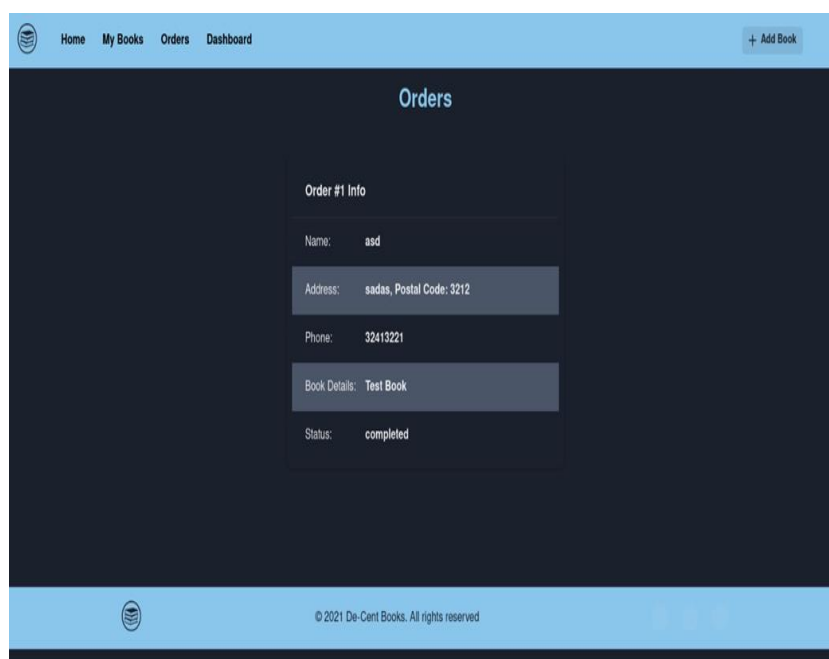 Home My Books Orders Dashboard + Add Book
Orders
Order #1 Info
Name: asd
Address: sadas, Postal Code: 3212
Phone: 32413221
Book Details: Test Book
Status: completed
© 2021 De-Cent Books. All rights reserved